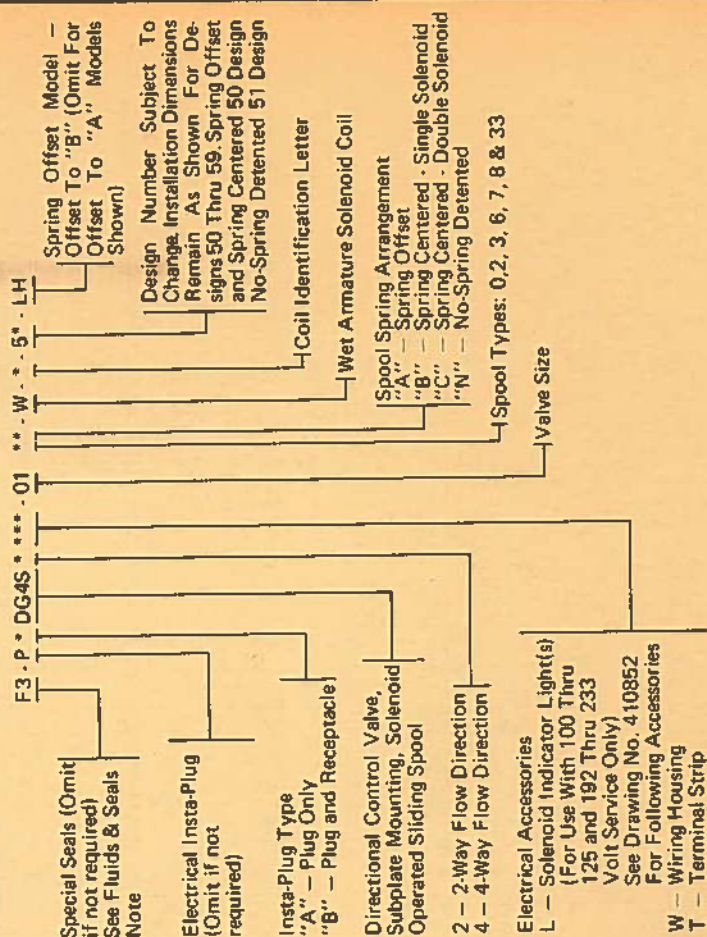 F3 - P * DG4S * *** - 01 ** - W - * - 5* - LH
Special Seals (Omit
if not required)
See Fluids & Seals
Note
Electrical Insta-Plug
(Omit if not
required)
Insta-Plug Type
"A" — Plug Only
"B" — Plug and Receptacle)
Directional Control Valve,
Subplate Mounting, Solenoid
Operated Sliding Spool
2 — 2-Way Flow Direction
4 — 4-Way Flow Direction
Electrical Accessories
L — Solenoid Indicator Light(s)
(For Use With 100 Thru
125 and 192 Thru 233
Volt Service Only)
See Drawing No. 410852
For Following Accessories
W — Wiring Housing
T — Terminal Strip
Spring Offset Model —
Offset To "B" (Omit For
Offset To "A" Models
Shown)
Design Number Subject To
Change, Installation Dimensions
Remain As Shown For De-
signs 50 Thru 59. Spring Offset
and Spring Centered 50 Design
No-Spring Detented 51 Design
Coil Identification Letter
Wet Armature Solenoid Coil
Spool Spring Arrangement
"A" — Spring Offset
"B" — Spring Centered - Single Solenoid
"C" — Spring Centered - Double Solenoid
"N" — No-Spring Detented
Spool Types: 0,2, 3, 6, 7, 8 & 33
Valve Size